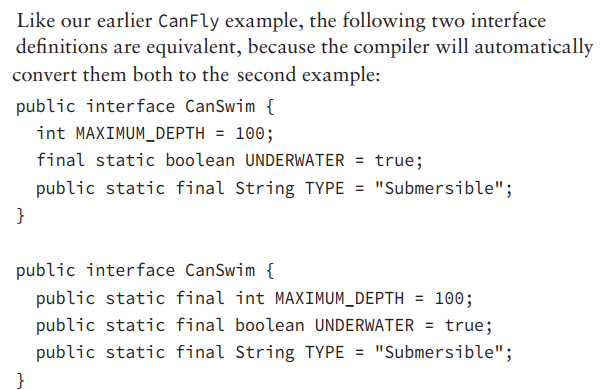 Like our earlier CanFly example, the following two interface
definitions are equivalent, because the compiler will automatically
convert them both to the second example:
public interface CanSwim {
  int MAXIMUM_DEPTH = 100;
  final static boolean UNDERWATER = true;
  public static final String TYPE = "Submersible";
}

public interface CanSwim {
  public static final int MAXIMUM_DEPTH = 100;
  public static final boolean UNDERWATER = true;
  public static final String TYPE = "Submersible";
}